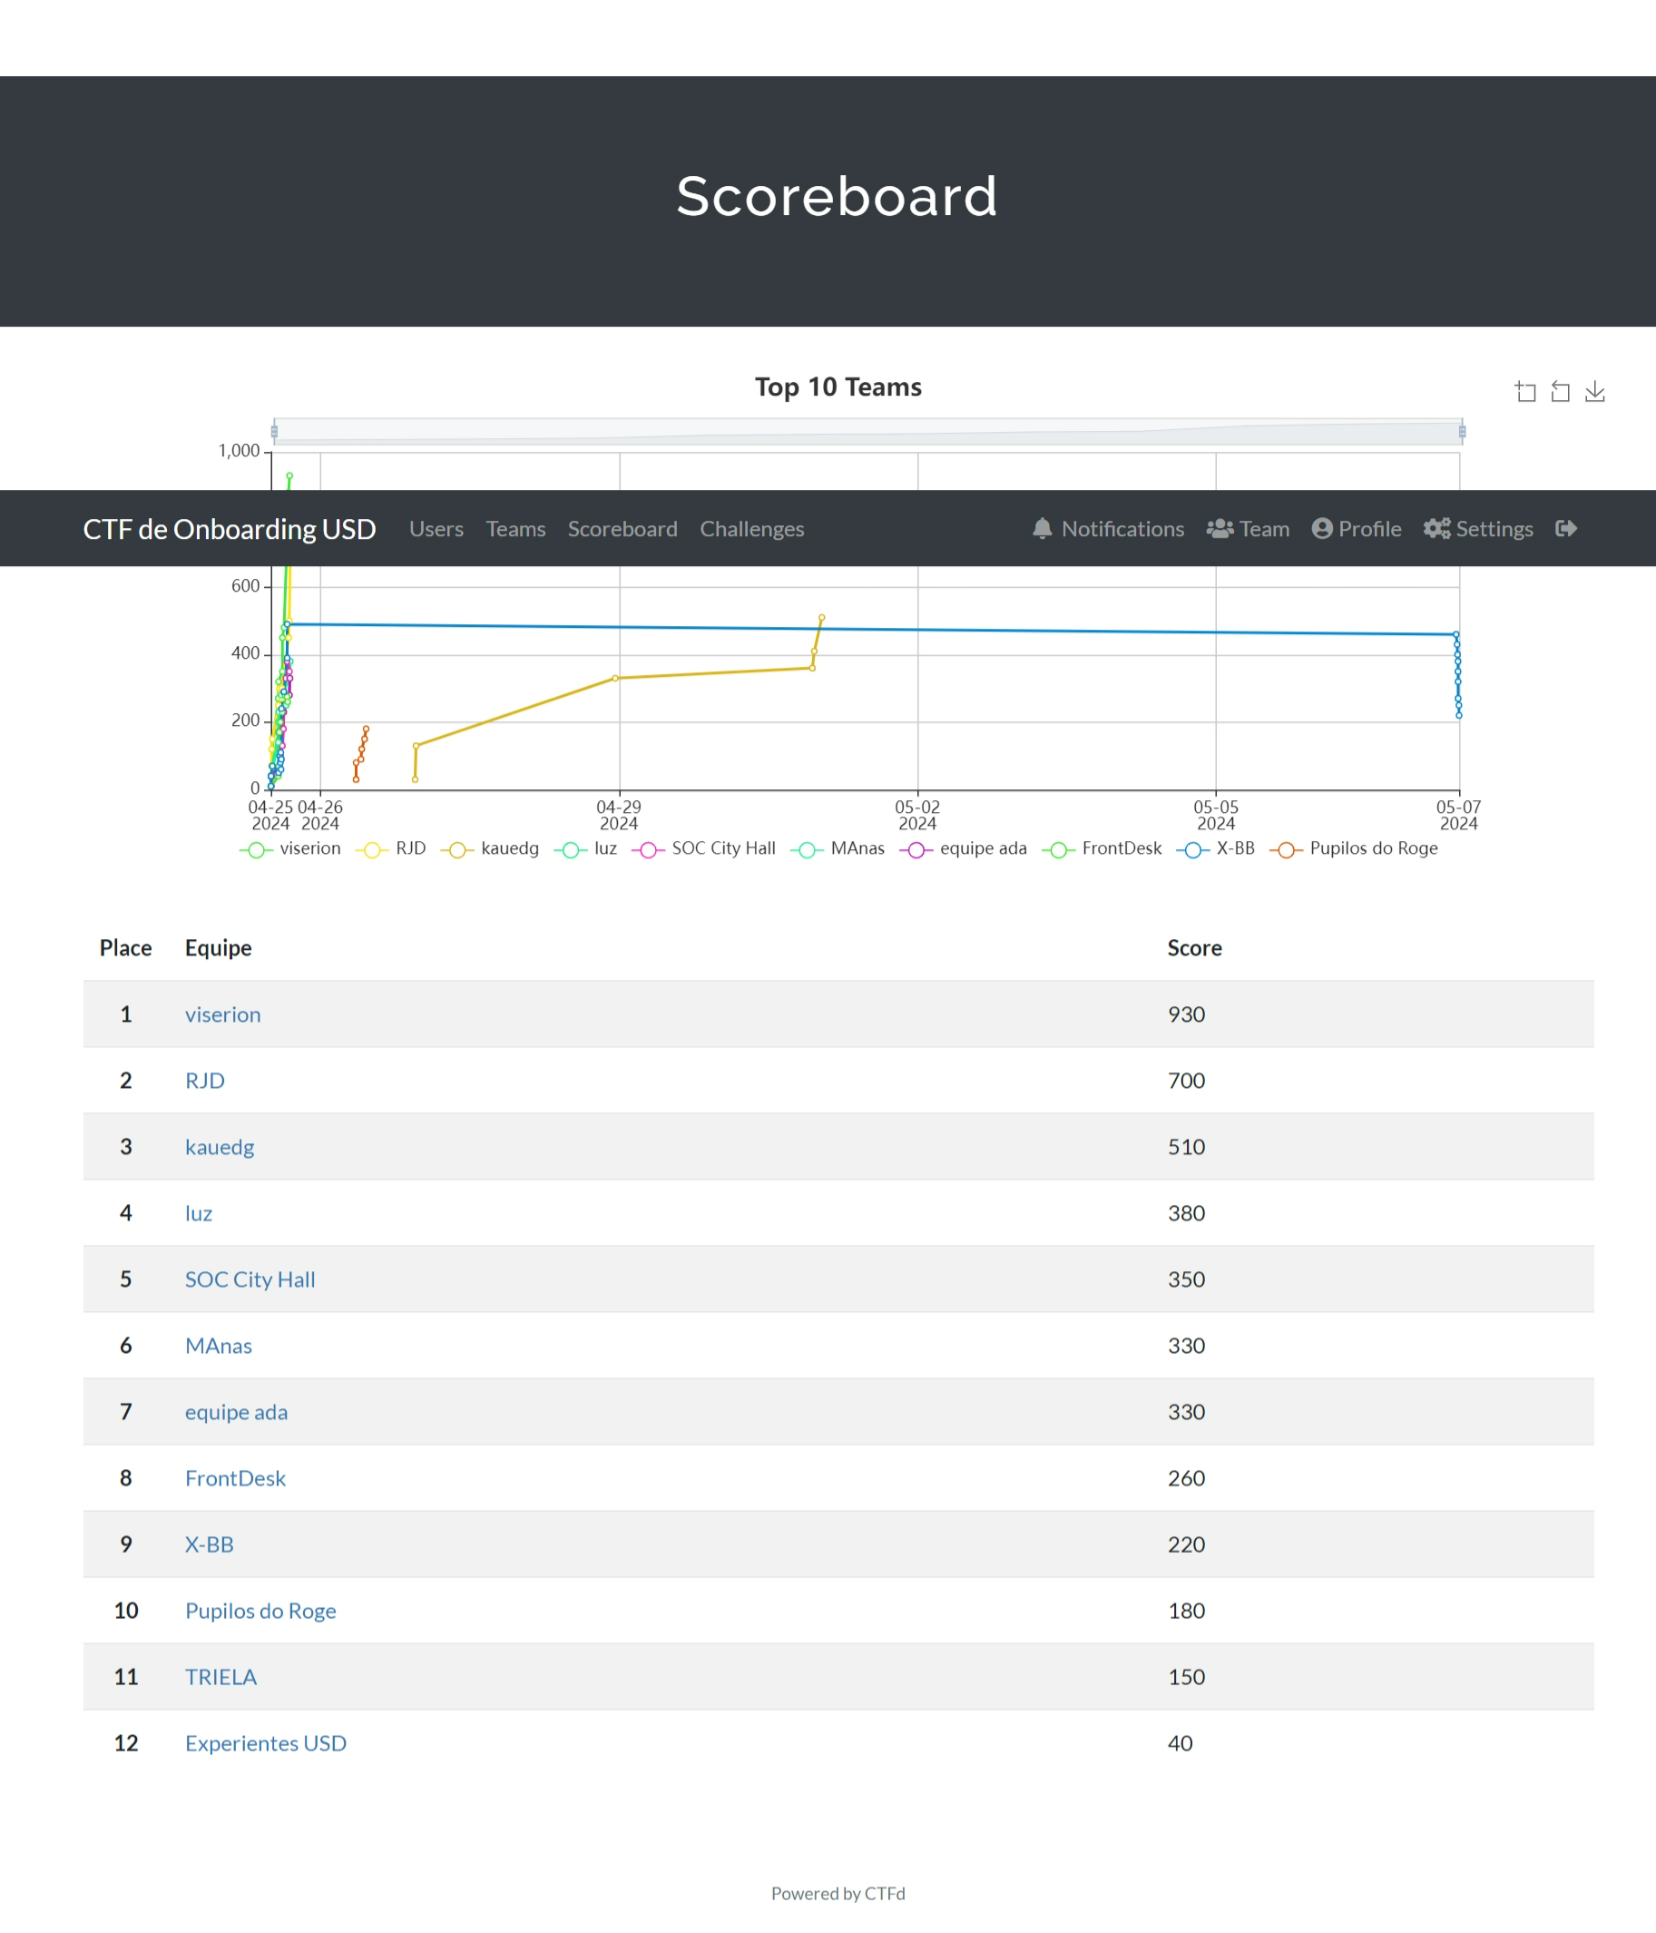 Scoreboard
Top 10 Teams
1,000
CTF de Onboarding USD Users Teams Scoreboard Challenges Notifications Team Profile Settings
600
400
200
0
04-25 04-26 04-29 05-02 05-05 05-07
2024 2024 2024 2024 2024 2024
viserion RJD kauedg luz SOC City Hall MAnas equipe ada FrontDesk X-BB Pupilos do Roge
Place Equipe Score
1 viserion 930
2 RJD 700
3 kauedg 510
4 luz 380
5 SOC City Hall 350
6 MAnas 330
7 equipe ada 330
8 FrontDesk 260
9 X-BB 220
10 Pupilos do Roge 180
11 TRIELA 150
12 Experientes USD 40
Powered by CTFd